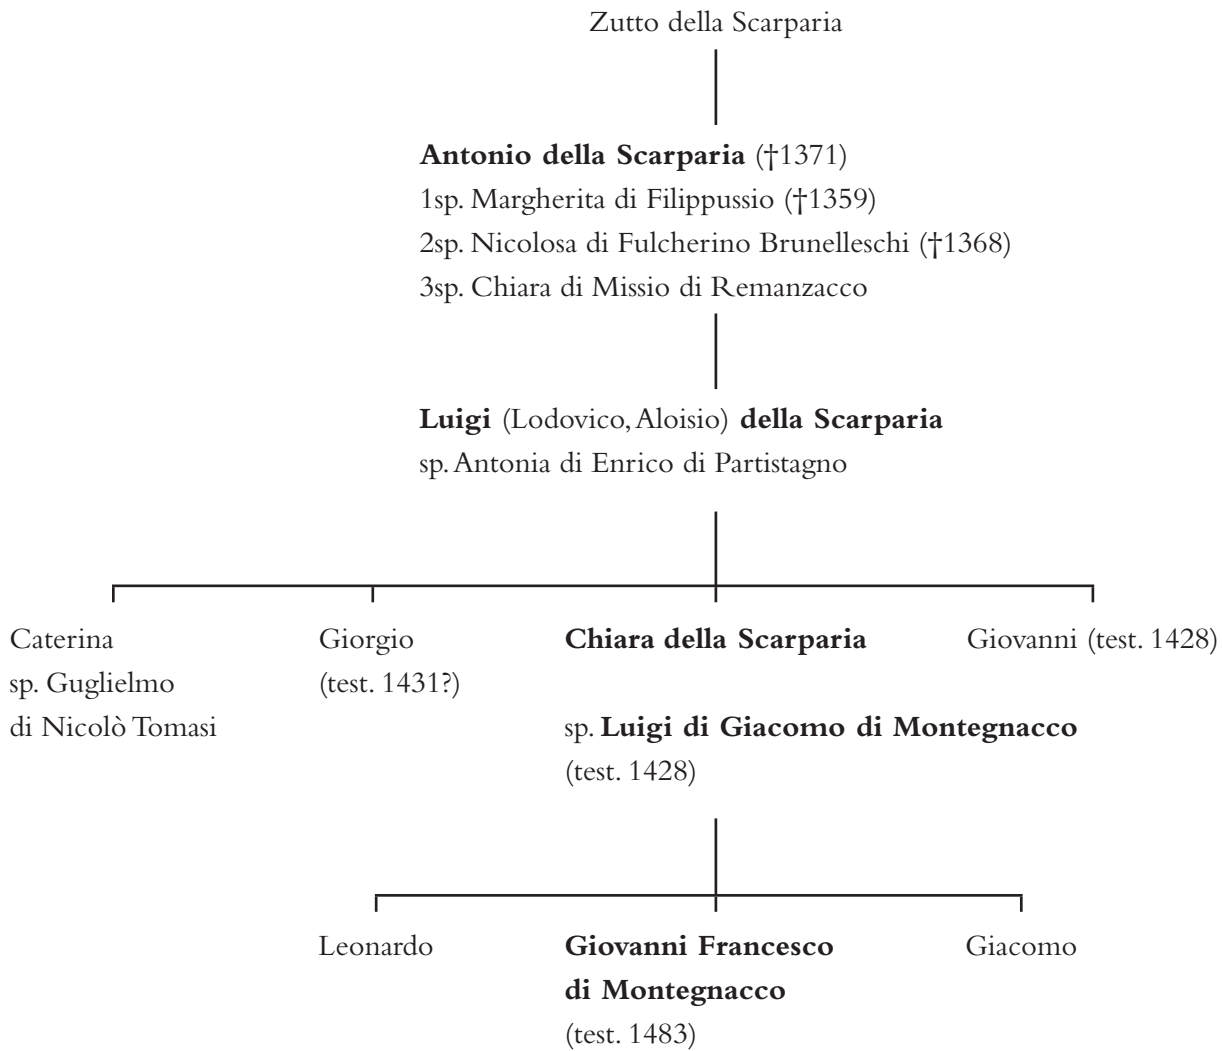 Zutto della Scarparia
Antonio della Scarparia (†1371)
1sp. Margherita di Filippussio (†1359)
2sp. Nicolosa di Fulcherino Brunelleschi (†1368)
3sp. Chiara di Missio di Remanzacco
Luigi (Lodovico, Aloisio) della Scarparia
sp. Antonia di Enrico di Partistagno
Caterina
sp. Guglielmo
di Nicolò Tomasi
Giorgio
(test. 1431?)
Chiara della Scarparia
sp. Luigi di Giacomo di Montegnacco
(test. 1428)
Giovanni (test. 1428)
Leonardo
Giovanni Francesco
di Montegnacco
(test. 1483)
Giacomo